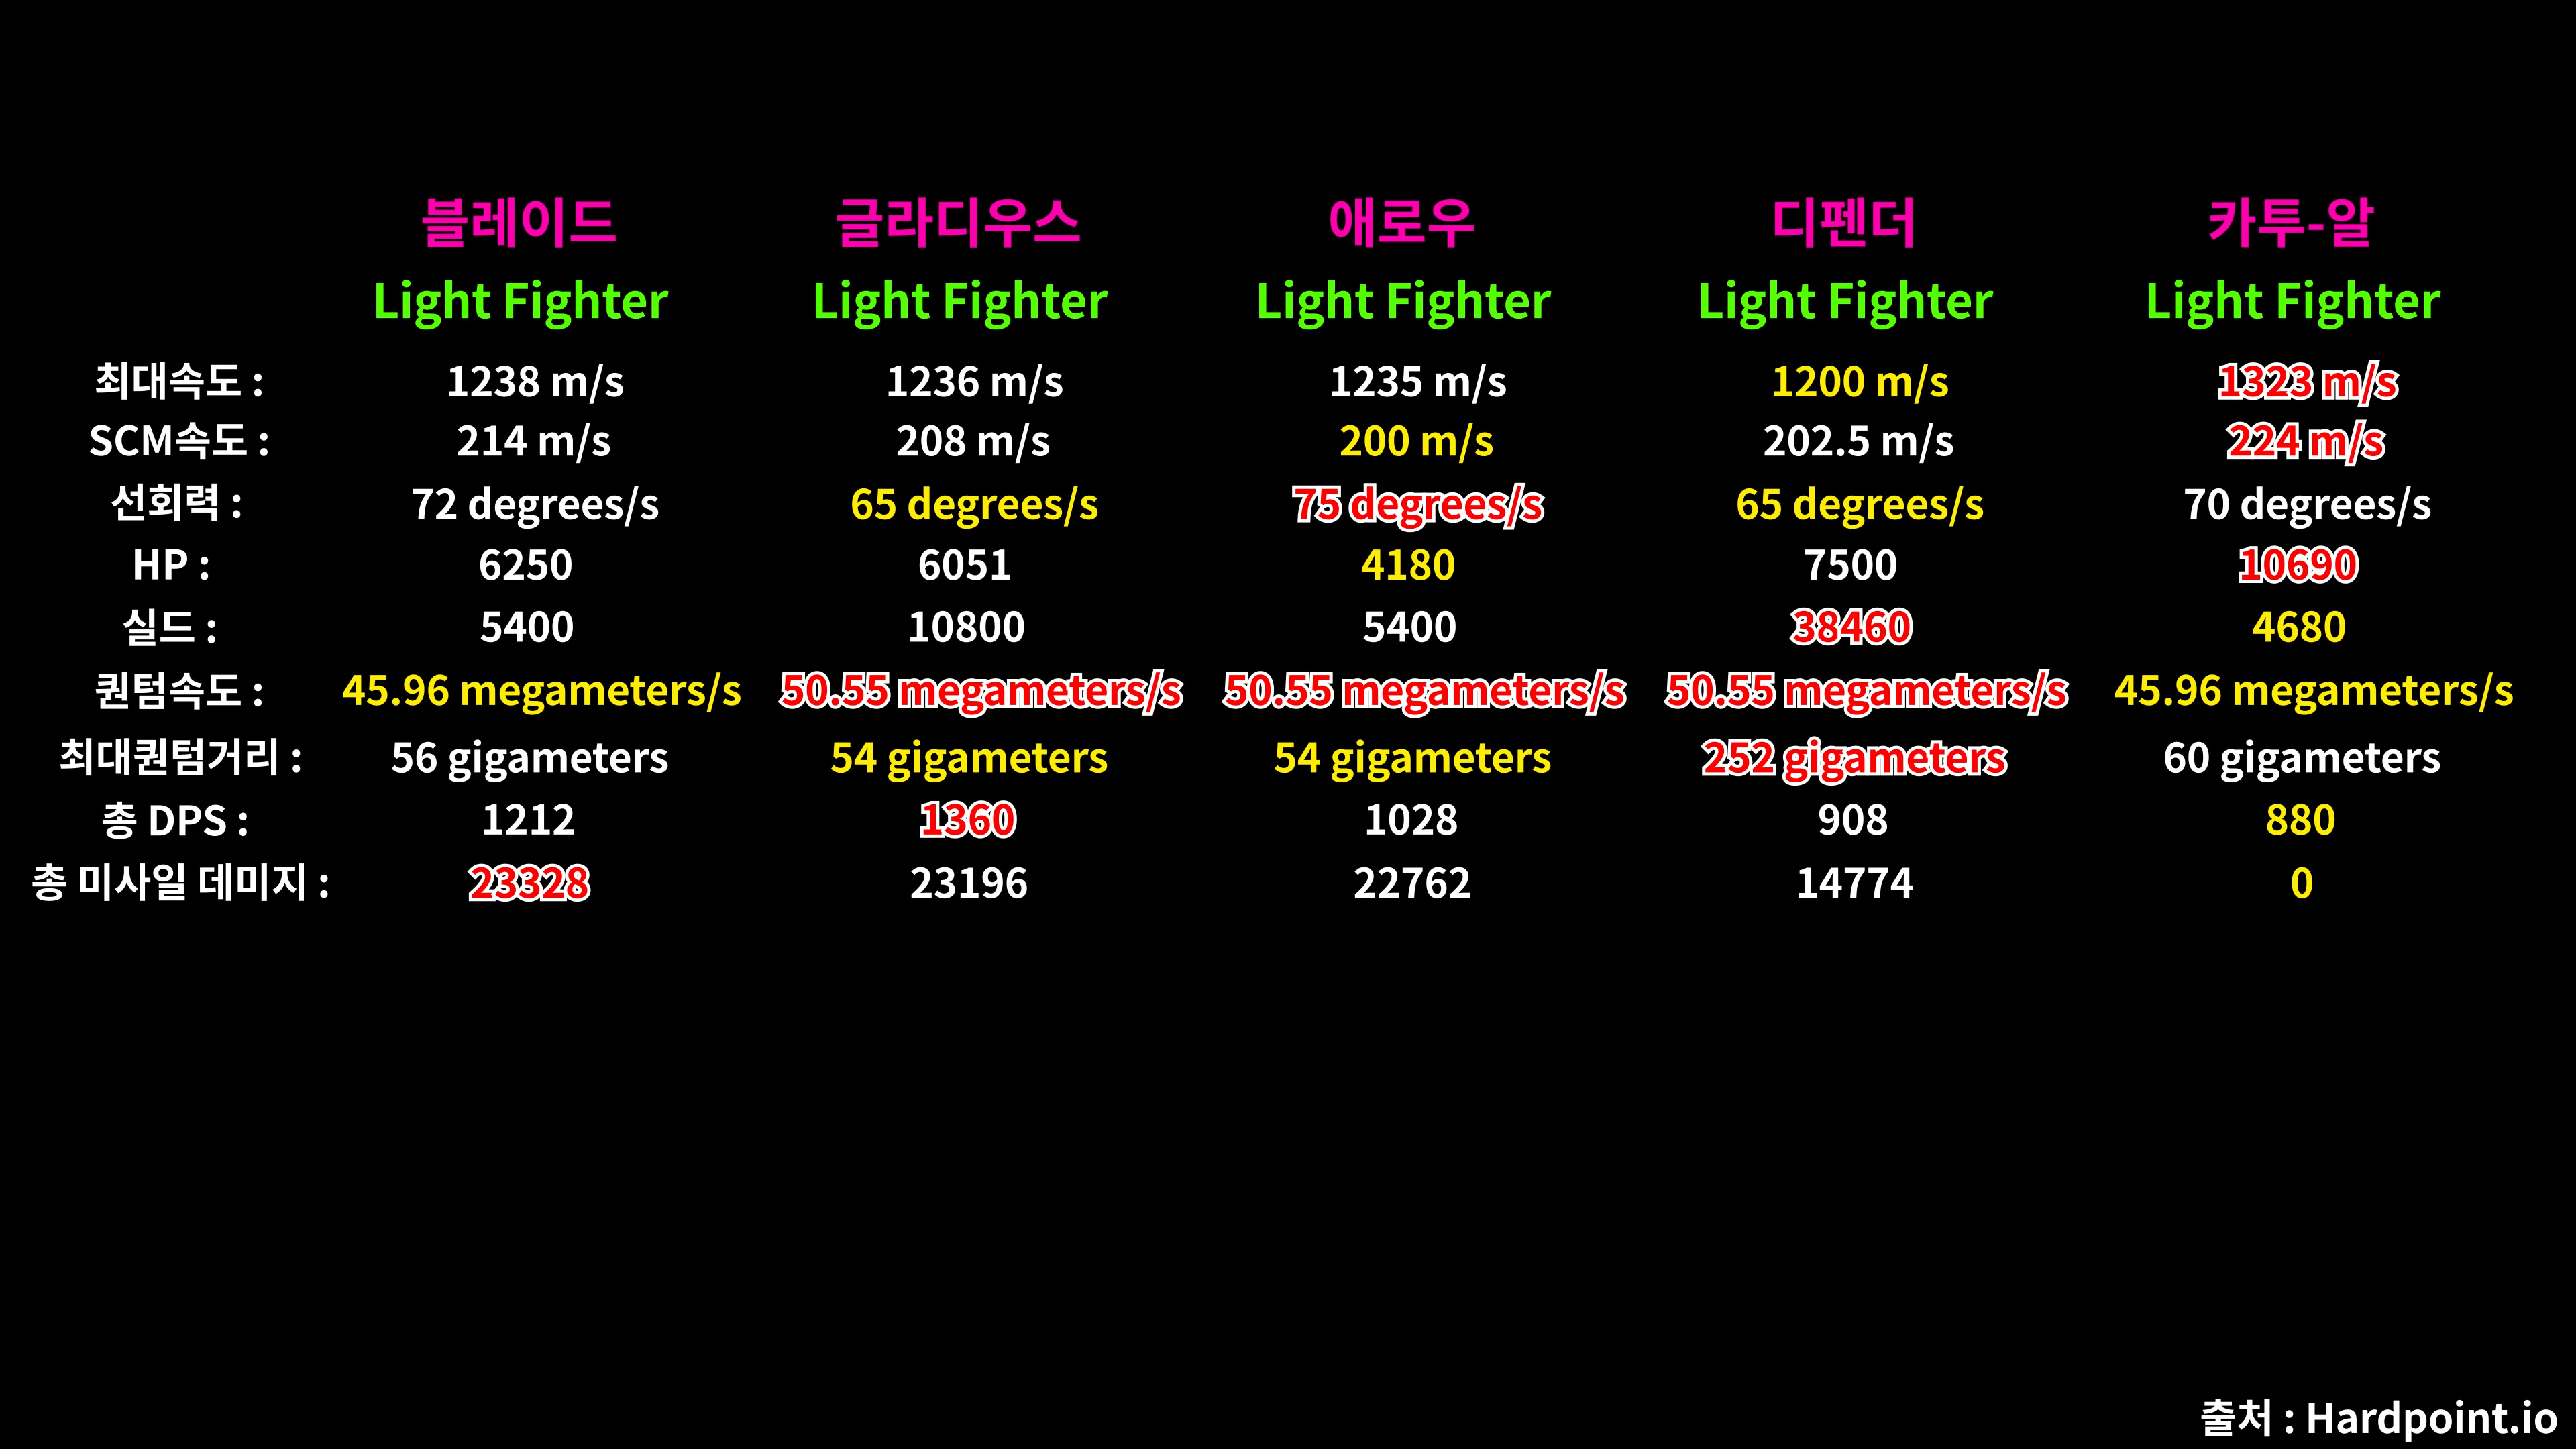 블레이드 글라디우스 애로우 디펜더 카투-알
Light Fighter Light Fighter Light Fighter Light Fighter Light Fighter
최대속도 : 1238 m/s 1236 m/s 1235 m/s 1200 m/s 1323 m/s
SCM속도 : 214 m/s 208 m/s 200 m/s 202.5 m/s 224 m/s
선회력 : 72 degrees/s 65 degrees/s 75 degrees/s 65 degrees/s 70 degrees/s
HP : 6250 6051 4180 7500 10690
실드 : 5400 10800 5400 38460 4680
퀀텀속도 : 45.96 megameters/s 50.55 megameters/s 50.55 megameters/s 50.55 megameters/s 45.96 megameters/s
최대퀀텀거리 : 56 gigameters 54 gigameters 54 gigameters 252 gigameters 60 gigameters
총 DPS : 1212 1360 1028 908 880
총 미사일 데미지 : 23328 23196 22762 14774 0
출처 : Hardpoint.io